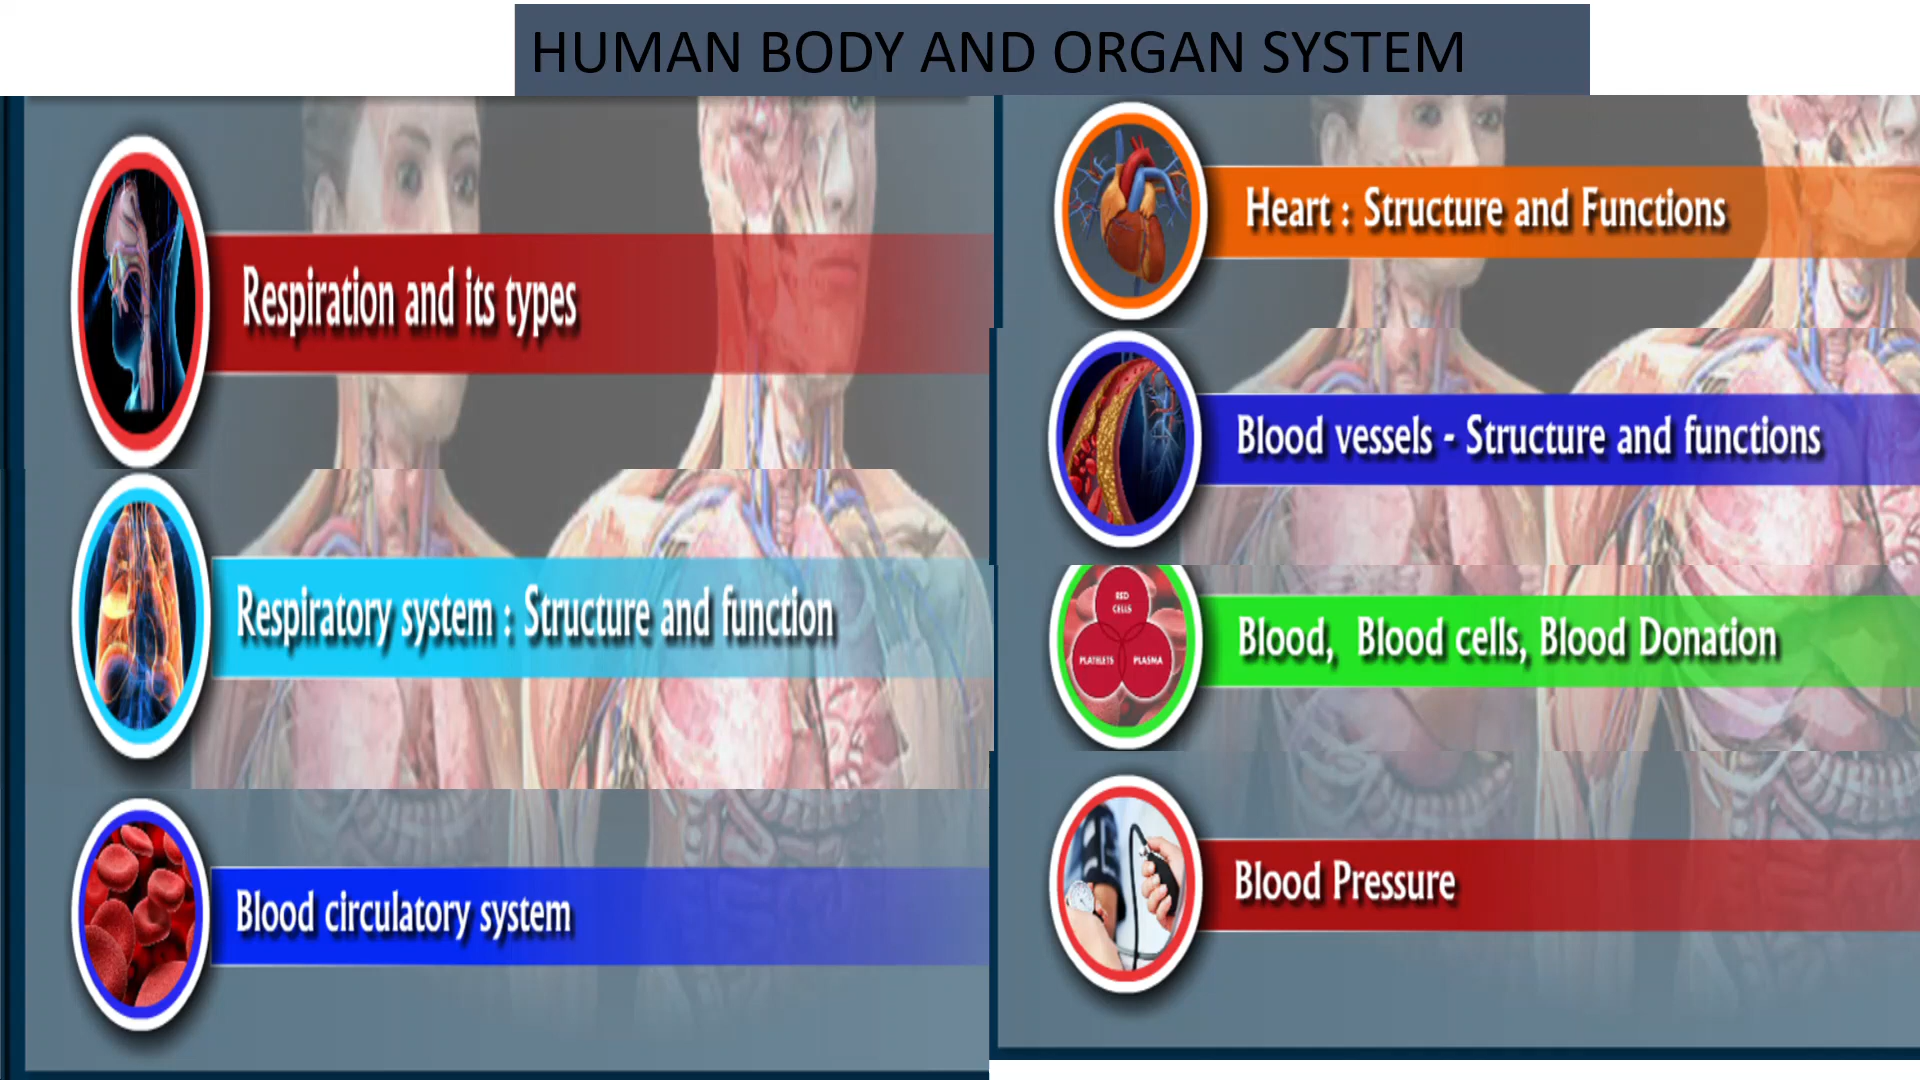 HUMAN BODY AND ORGAN SYSTEM
Respiration and its types
Respiratory system : Structure and function
Blood circulatory system
Heart : Structure and Functions
Blood vessels - Structure and functions
RED
CELLS
PLATELETS PLASMA
Blood, Blood cells, Blood Donation
Blood Pressure